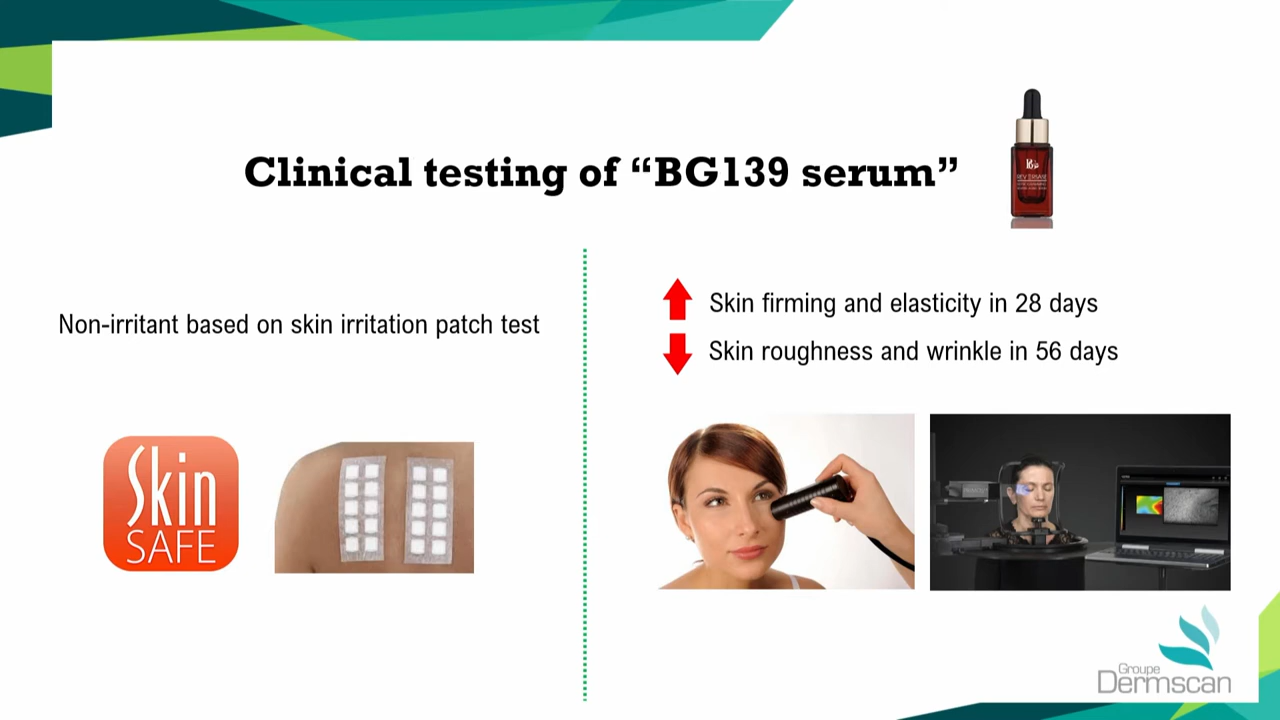 Clinical testing of “BG139 serum”
Non-irritant based on skin irritation patch test
Skin firming and elasticity in 28 days
Skin roughness and wrinkle in 56 days
Skin
SAFE
Groupe
Dermscan